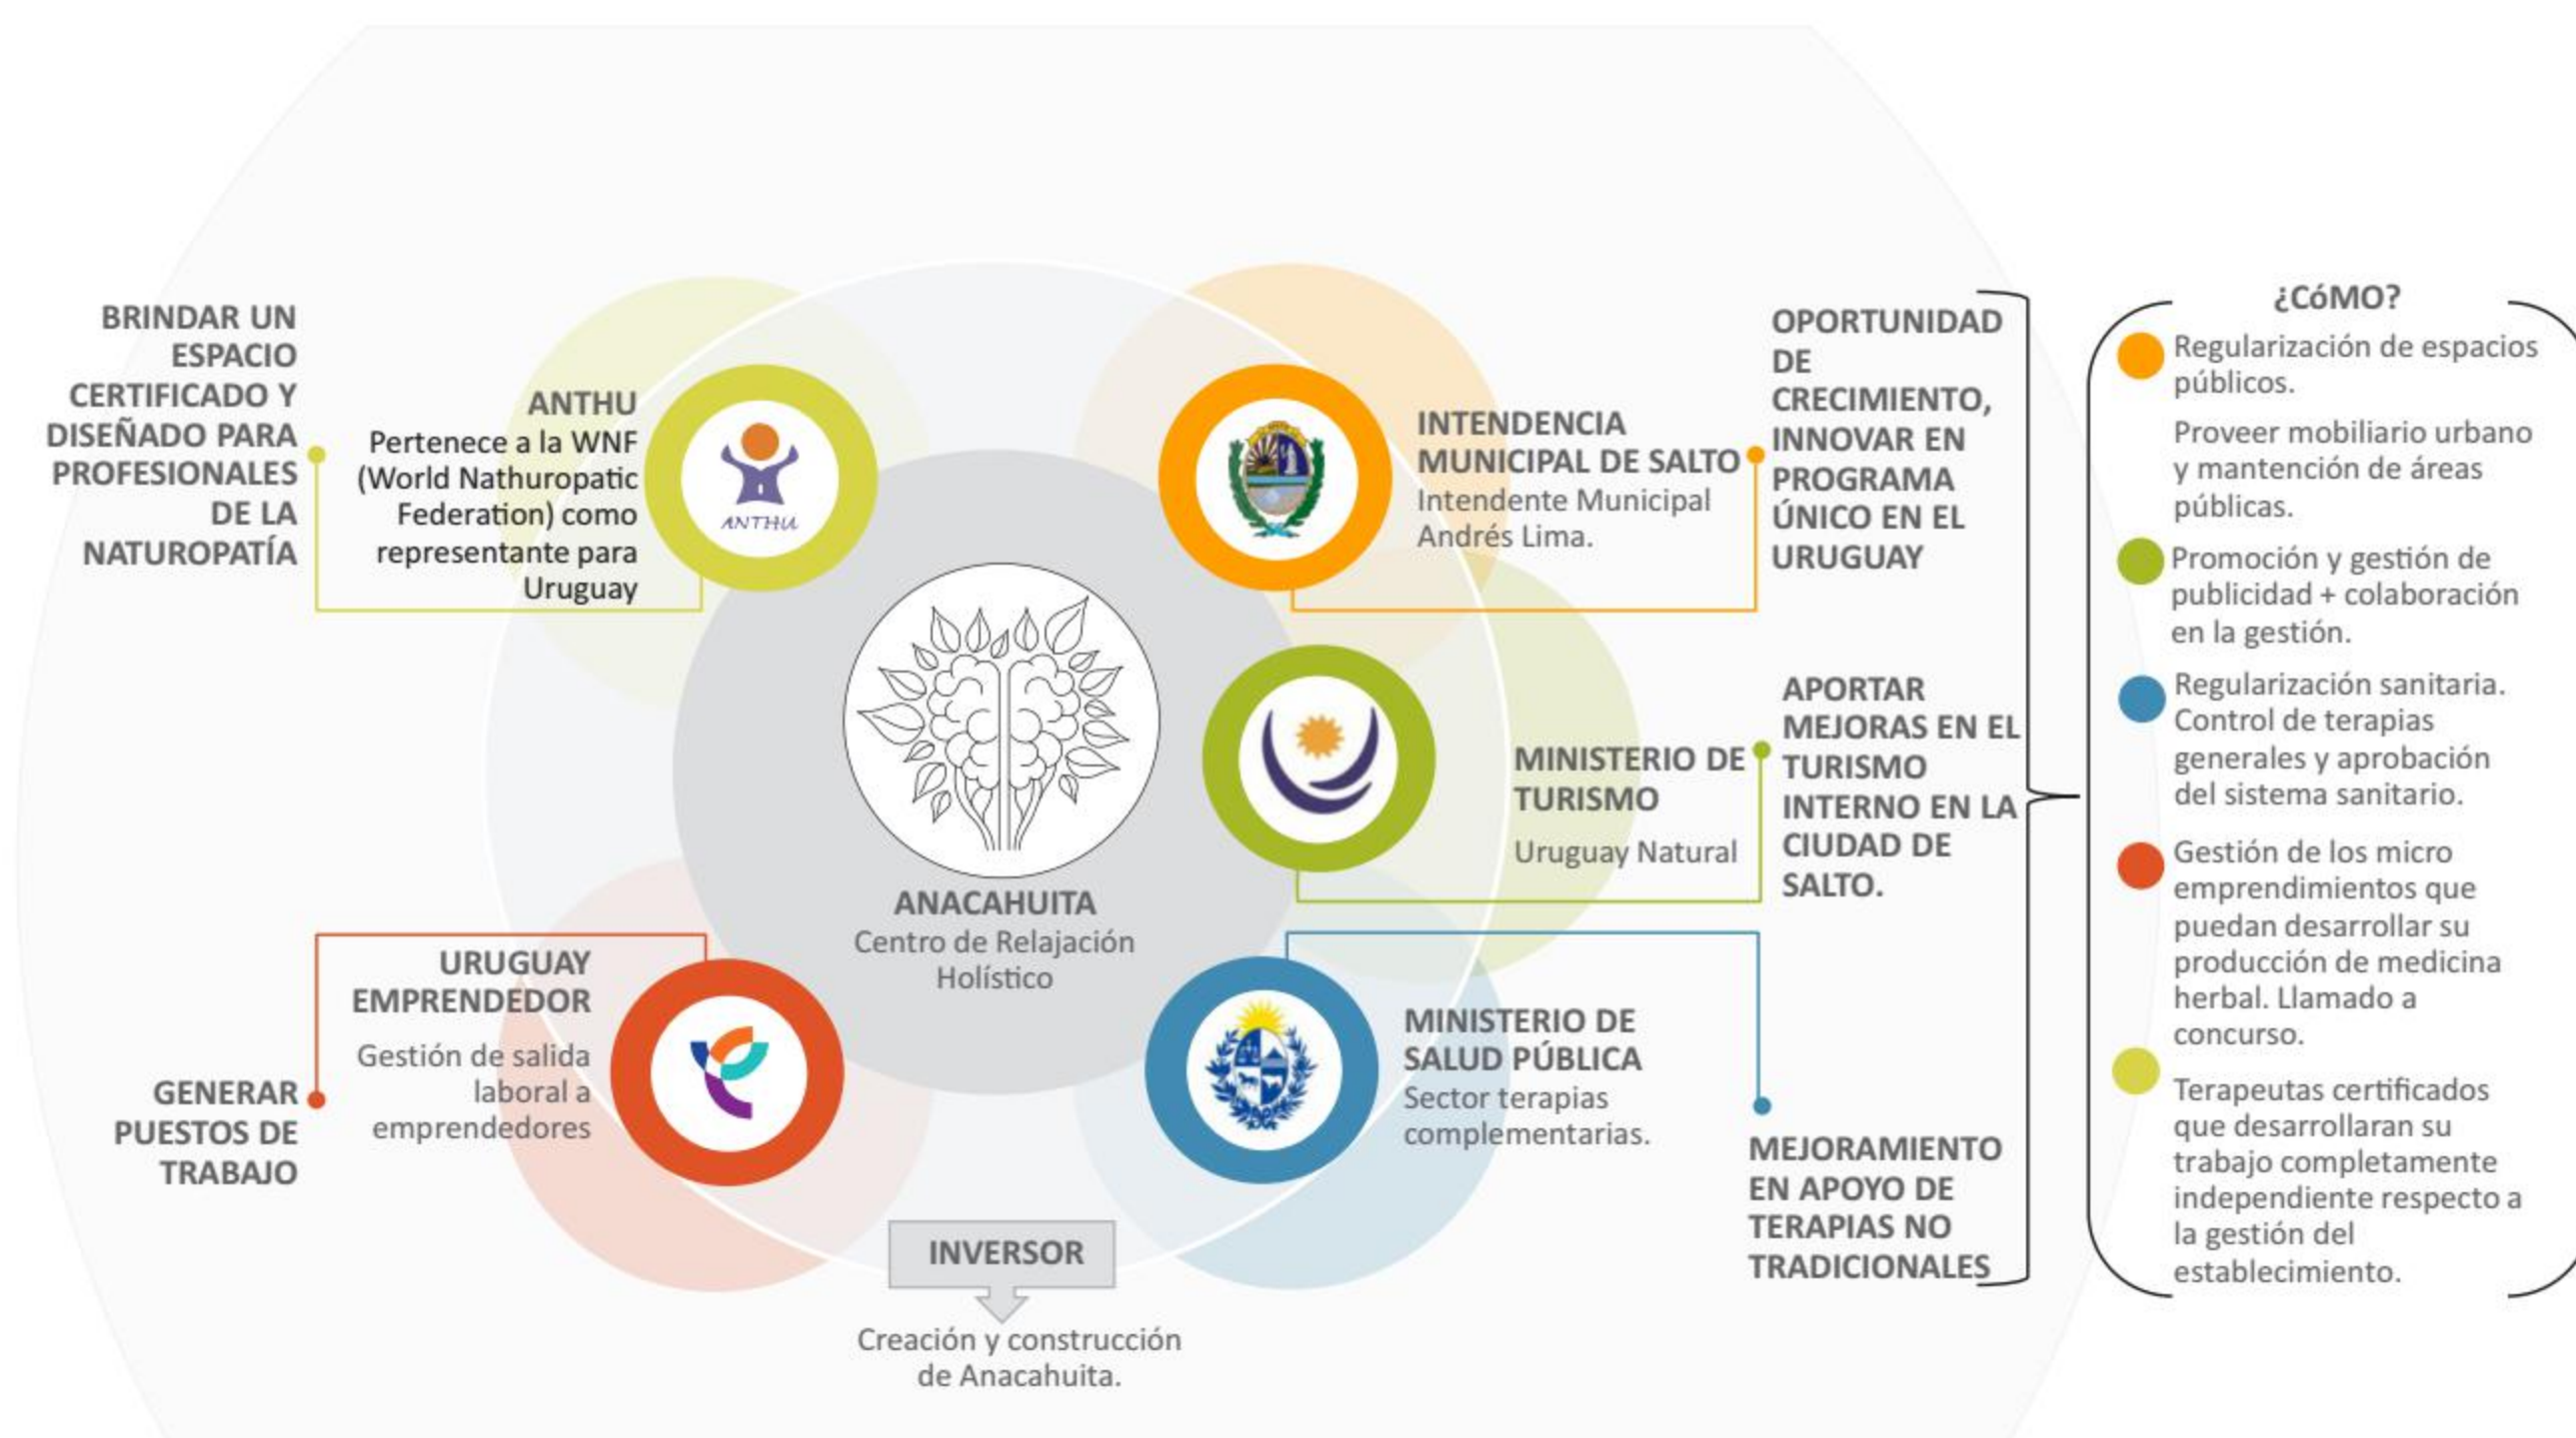 BRINDAR UN
ESPACIO
CERTIFICADO Y
DISEÑADO PARA
PROFESIONALES
DE LA
NATUROPATÍA
ANTHU
Pertenece a la WNF
(World Nathuropatic
Federation) como
representante para
Uruguay
ANTHU
INTENDENCIA
MUNICIPAL DE SALTO
Intendente Municipal
Andrés Lima.
OPORTUNIDAD
DE
CRECIMIENTO,
INNOVAR EN
PROGRAMA
ÚNICO EN EL
URUGUAY
MINISTERIO DE
TURISMO
Uruguay Natural
APORTAR
MEJORAS EN EL
TURISMO
INTERNO EN LA
CIUDAD DE
SALTO.
ANACAHUITA
Centro de Relajación
Holístico
URUGUAY
EMPRENDEDOR
Gestión de salida
laboral a
emprendedores
GENERAR
PUESTOS DE
TRABAJO
MINISTERIO DE
SALUD PÚBLICA
Sector terapias
complementarias.
MEJORAMIENTO
EN APOYO DE
TERAPIAS NO
TRADICIONALES
INVERSOR
Creación y construcción
de Anacahuita.
¿CóMO?
Regularización de espacios
públicos.
Proveer mobiliario urbano
y mantención de áreas
públicas.
Promoción y gestión de
publicidad + colaboración
en la gestión.
Regularización sanitaria.
Control de terapias
generales y aprobación
del sistema sanitario.
Gestión de los micro
emprendimientos que
puedan desarrollar su
producción de medicina
herbal. Llamado a
concurso.
Terapeutas certificados
que desarrollaran su
trabajo completamente
independiente respecto a
la gestión del
establecimiento.